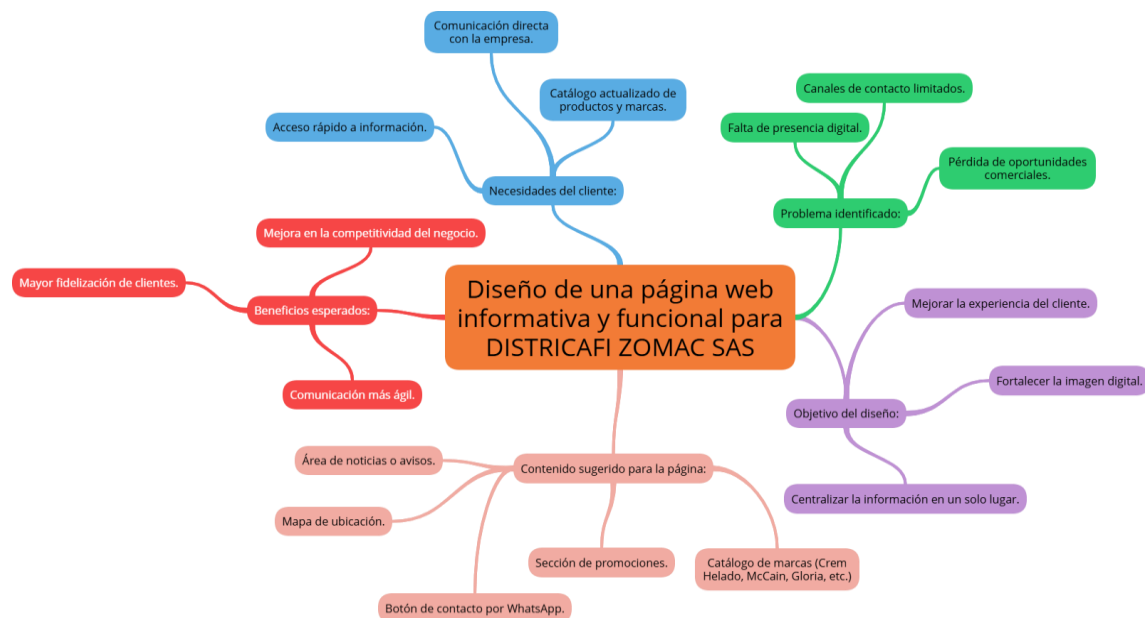 Comunicación directa
con la empresa.
Catálogo actualizado de
productos y marcas.
Acceso rápido a información.
Necesidades del cliente:
Canales de contacto limitados.
Falta de presencia digital.
Pérdida de oportunidades
comerciales.
Problema identificado:
Mejora en la competitividad del negocio.
Mayor fidelización de clientes.
Beneficios esperados:
Comunicación más ágil.
Diseño de una página web
informativa y funcional para
DISTRICAFI ZOMAC SAS
Mejorar la experiencia del cliente.
Fortalecer la imagen digital.
Objetivo del diseño:
Centralizar la información en un solo lugar.
Contenido sugerido para la página:
Área de noticias o avisos.
Mapa de ubicación.
Botón de contacto por WhatsApp.
Sección de promociones.
Catálogo de marcas (Crem
Helado, McCain, Gloria, etc.)